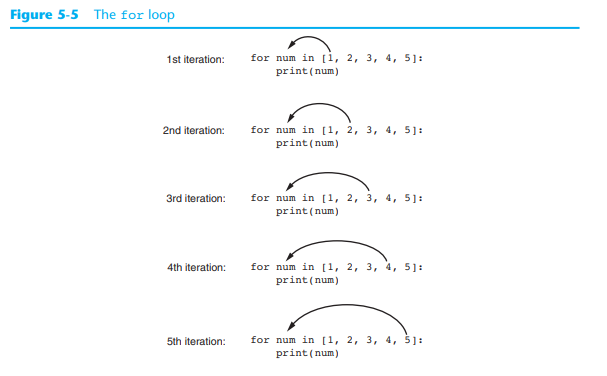 Figure 5-5 The for loop
1st iteration: for num in [1, 2, 3, 4, 5]:
print(num)
2nd iteration: for num in [1, 2, 3, 4, 5]:
print(num)
3rd iteration: for num in [1, 2, 3, 4, 5]:
print(num)
4th iteration: for num in [1, 2, 3, 4, 5]:
print(num)
5th iteration: for num in [1, 2, 3, 4, 5]:
print(num)